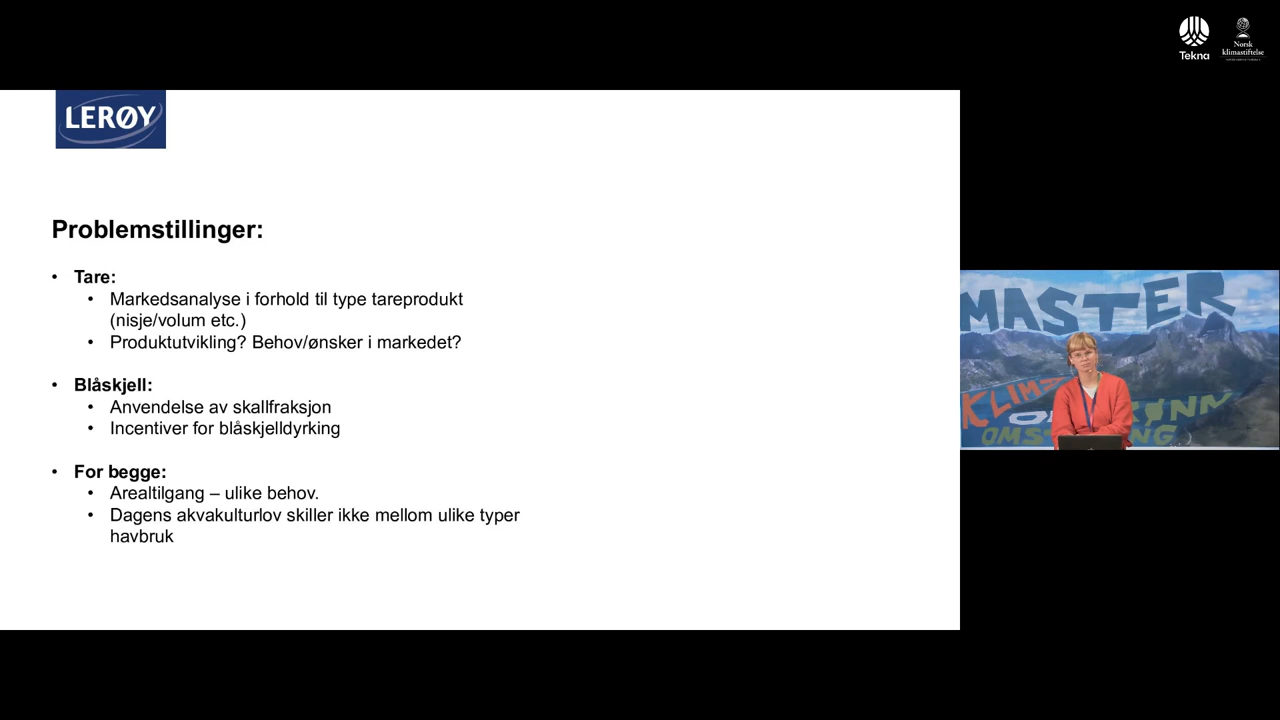 Tekna
Norsk
klimastiftelse
LERØY
Problemstillinger:
• Tare:
• Markedsanalyse i forhold til type tareprodukt
(nisje/volum etc.)
• Produktutvikling? Behov/ønsker i markedet?
• Blåskjell:
• Anvendelse av skallfraksjon
• Incentiver for blåskjelldyrking
• For begge:
• Arealtilgang – ulike behov.
• Dagens akvakulturlov skiller ikke mellom ulike typer
havbruk
MASTER